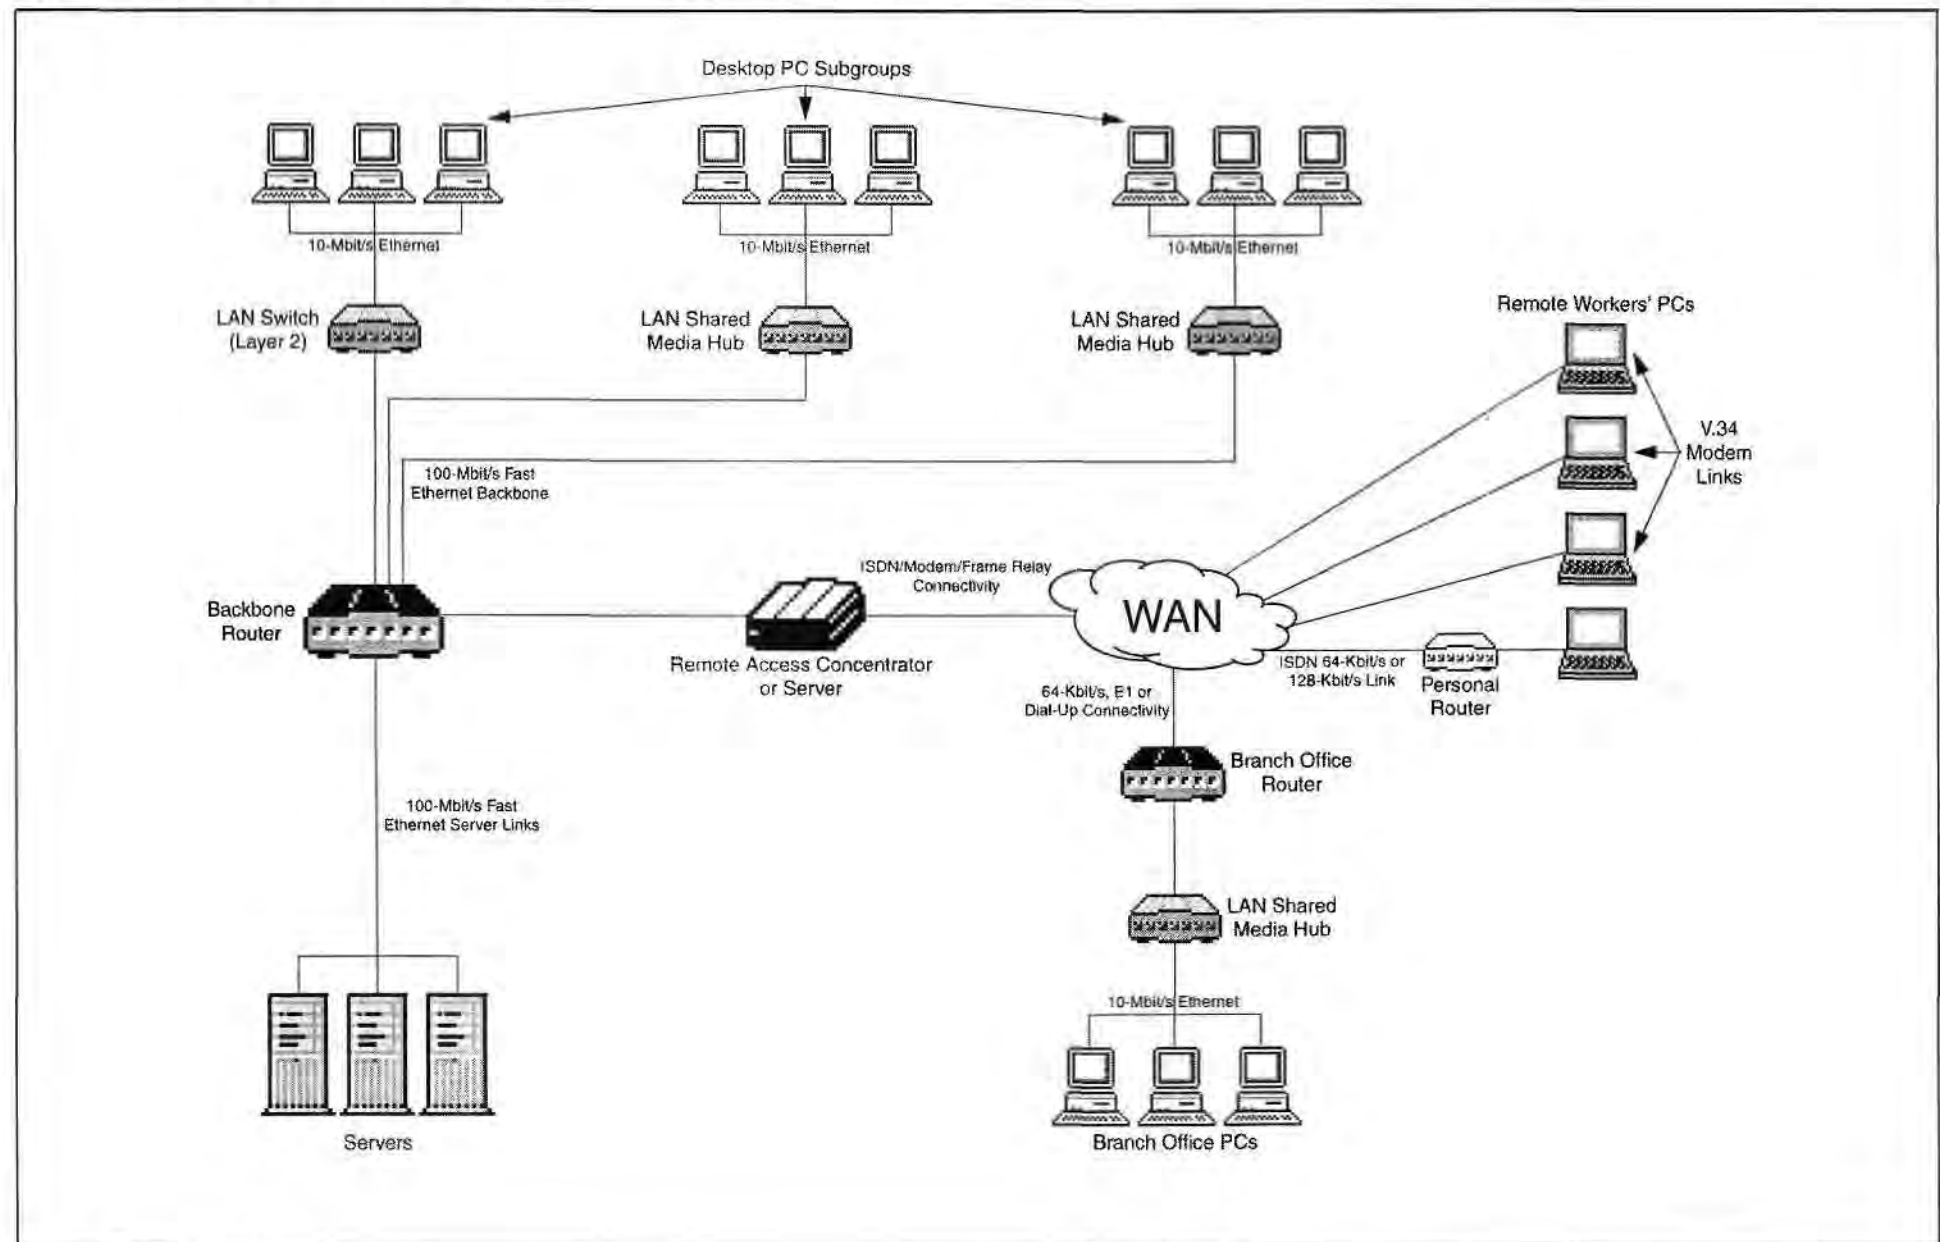 Desktop PC Subgroups
10-Mbit/s Ethernet
10-Mbit/s Ethernet
10-Mbit/s Ethernet
LAN Switch
(Layer 2)
LAN Shared
Media Hub
LAN Shared
Media Hub
Remote Workers' PCs
V.34
Modem
Links
100-Mbit/s Fast
Ethernet Backbone
Backbone
Router
ISDN/Modem/Frame Relay
Connectivity
WAN
Remote Access Concentrator
or Server
ISDN 64-Kbit/s or
128-Kbit/s Link
Personal
Router
64-Kbit/s, E1 or
Dial-Up Connectivity
Branch Office
Router
100-Mbit/s Fast
Ethernet Server Links
LAN Shared
Media Hub
10-Mbit/s Ethernet
Servers
Branch Office PCs